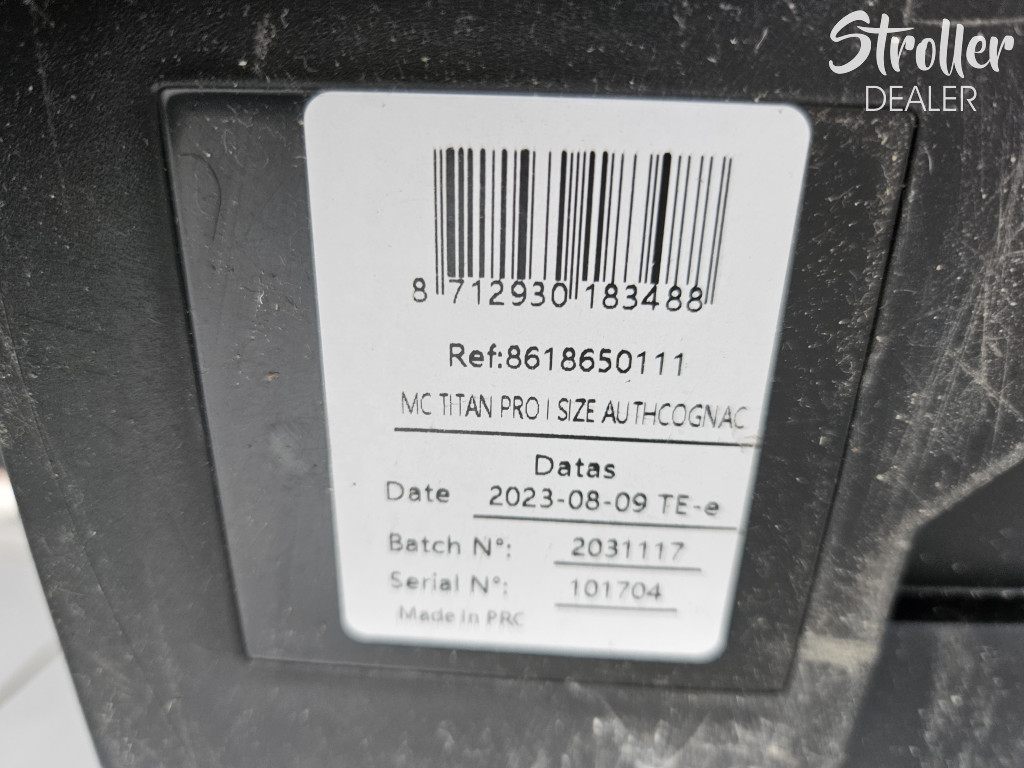 Stroller
DEALER
8 712930 183488
Ref:8618650111
MC TITAN PRO I SIZE AUTHCOGNAC
Datas
Date 2023-08-09 TE-e
Batch N°: 2031117
Serial N°: 101704
Made in PRC